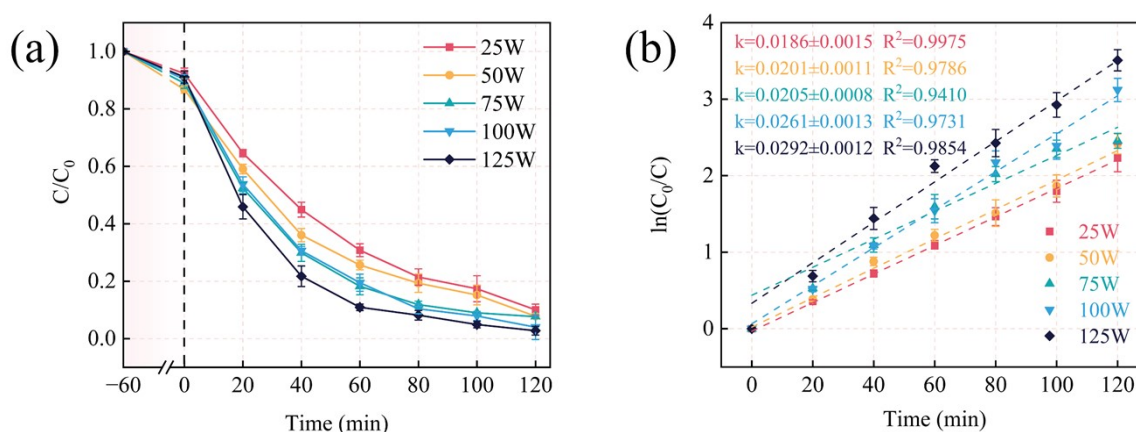 (a)
1.0
0.8
0.6
0.4
0.2
0.0
C/C₀
25W
50W
75W
100W
125W
−60 0 20 40 60 80 100 120
Time (min)
(b)
4
3
2
1
0
ln(C₀/C)
k=0.0186±0.0015 R²=0.9975
k=0.0201±0.0011 R²=0.9786
k=0.0205±0.0008 R²=0.9410
k=0.0261±0.0013 R²=0.9731
k=0.0292±0.0012 R²=0.9854
25W
50W
75W
100W
125W
0 20 40 60 80 100 120
Time (min)